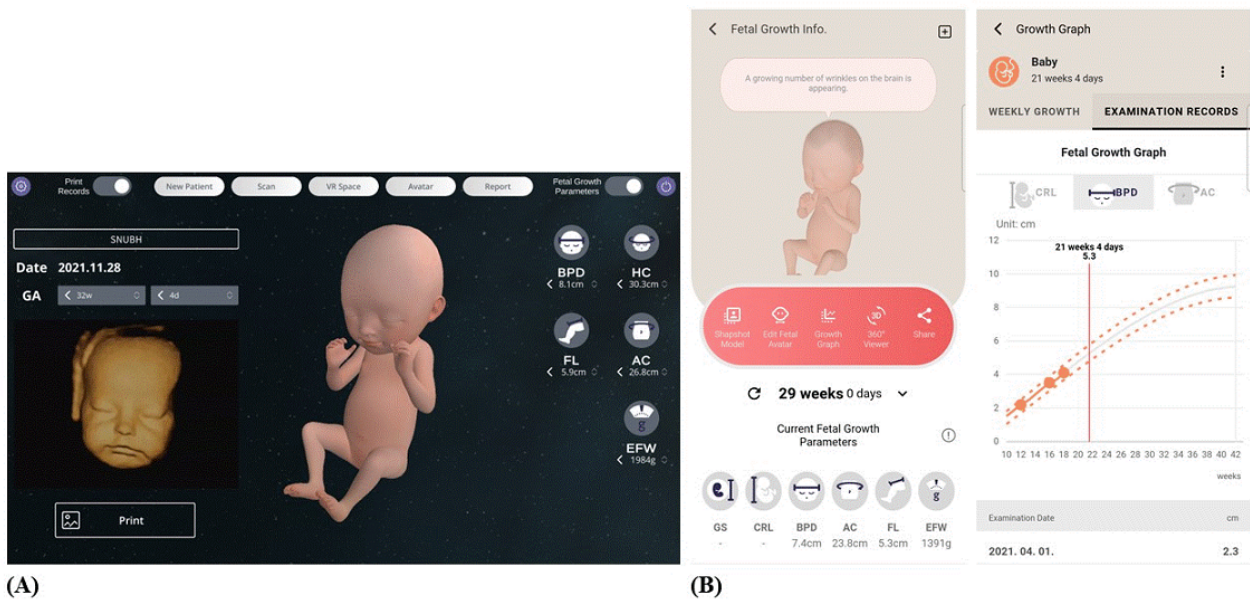 Print
Records
New Patient
Scan
VR Space
Avatar
Report
Fetal Growth
Parameters
SNUBH
Date 2021.11.28
GA
32w
4d
BPD
8.1cm
HC
30.3cm
FL
5.9cm
AC
26.8cm
g
EFW
1984g
Print
(A)
Fetal Growth Info.
A growing number of wrinkles on the brain is
appearing.
Snapshot
Model
Edit Fetal
Avatar
Growth
Graph
3D
360°
Viewer
Share
29 weeks 0 days
Current Fetal Growth
Parameters
g
GS CRL BPD AC FL EFW
- - 7.4cm 23.8cm 5.3cm 1391g
Growth Graph
Baby
21 weeks 4 days
WEEKLY GROWTH EXAMINATION RECORDS
Fetal Growth Graph
CRL BPD AC
Unit: cm
21 weeks 4 days
5.3
12
10
8
6
4
2
0
10 12 14 16 18 20 22 24 26 28 30 32 34 36 38 40 42
weeks
Examination Date cm
2021. 04. 01. 2.3
(B)